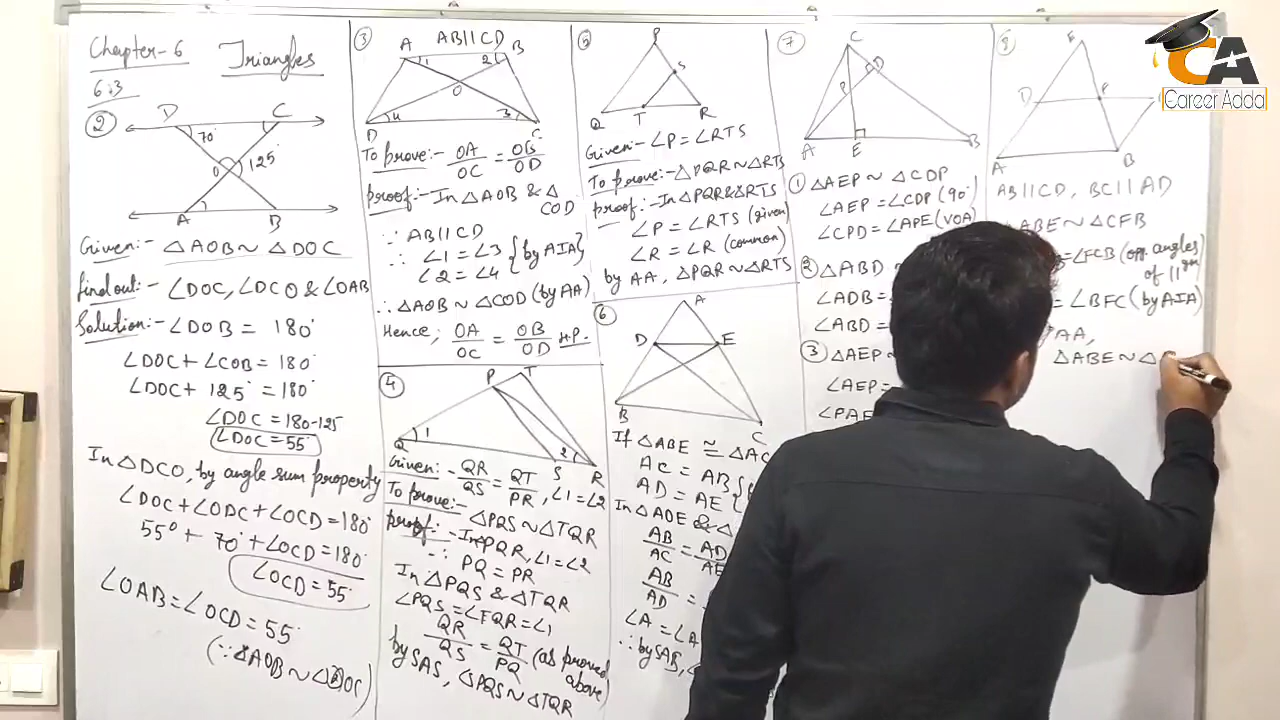 Chapter-6 Triangles
6.3
②
D C
70°
125°
O
A B
Given:- △AOB ~ △DOC
find out:- ∠DOC, ∠DCO & ∠OAB
Solution:- ∠DOB = 180°
∠DOC + ∠COB = 180°
∠DOC + 125° = 180°
∠DOC = 180-125
∠DOC = 55°
In △DCO, by angle sum property
∠DOC + ∠ODC + ∠OCD = 180°
55° + 70° + ∠OCD = 180°
∠OCD = 55°
∠OAB = ∠OCD = 55°
③
A AB||CD B
1 2
O
4 3
D C
To prove:- OA/OC = OB/OD
proof:- In △AOB & △
COD
∵ AB||CD
∴ ∠1 = ∠3
∠2 = ∠4 } by AIA}
∴ △AOB ~ △COD (by AA)
Hence; OA/OC = OB/OD H.P.
④
P T
Q 1 2
S R
Given:- QR/QS = QT/PR, ∠1 = ∠2
To prove:- △PQS ~ △TQR
proof:- In PQR, ∠1 = ∠2
∴ PQ = PR
In △PQS & △TQR
∠PQS = ∠TQR = ∠1
QR/QS = QT/PQ (as proved
above)
by SAS, △PQS ~ △TQR
⑤
P
S
Q T R
Given:- ∠P = ∠RTS
To prove:- △PQR ~ △RTS
proof:- In △PQR & △RTS
∠P = ∠RTS (given)
∠R = ∠R (common)
by AA, △PQR ~ △RTS
⑥
A
D E
B C
If △ABE ≅ △AC
AC = AB
AD = AE
In △ADE & △
AB/AC = AD/AE
AB/AD =
∠A = ∠A
∴ by SAS,
⑦
C
D
P
A E B
① △AEP ~ △CDP
∠AEP = ∠CDP (90°)
∠CPD = ∠APE (VOA)
② △ABD
∠ADB =
∠ABD =
③ △AEP ~
∠AEP =
∠PAE
⑧
E
D F
A B
AB||CD, BC||AD
△ABE ~ △CFB
= ∠FCB (opp. angles
of ||gm)
= ∠BFC (by AIA)
AA,
△ABE ~ △
CA
Career Adda